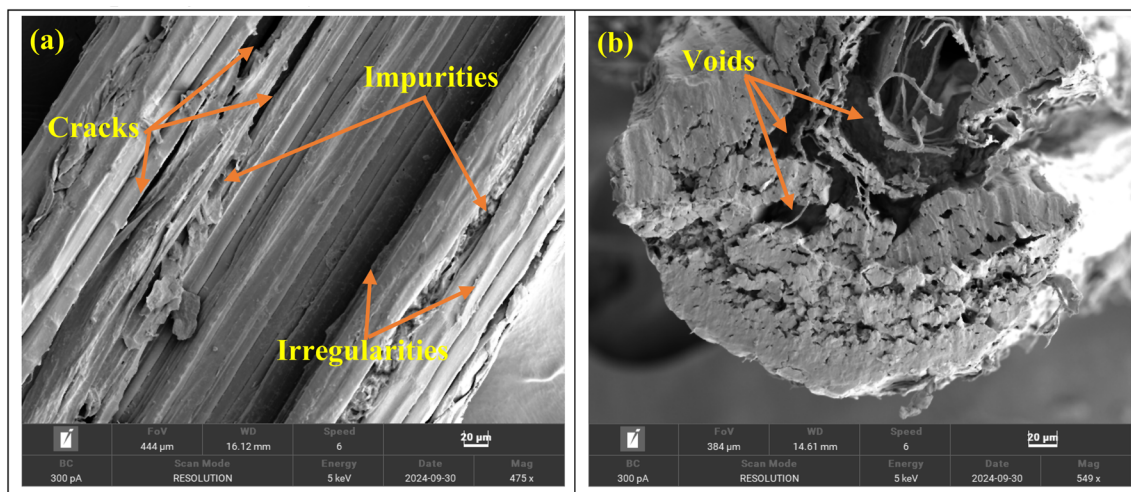 (a)
Impurities
Cracks
Irregularities
FoV WD Speed
444 µm 16.12 mm 6 20 µm
BC Scan Mode Energy Date Mag
300 pA RESOLUTION 5 keV 2024-09-30 475 x
(b)
Voids
FoV WD Speed
384 µm 14.61 mm 6 20 µm
BC Scan Mode Energy Date Mag
300 pA RESOLUTION 5 keV 2024-09-30 549 x